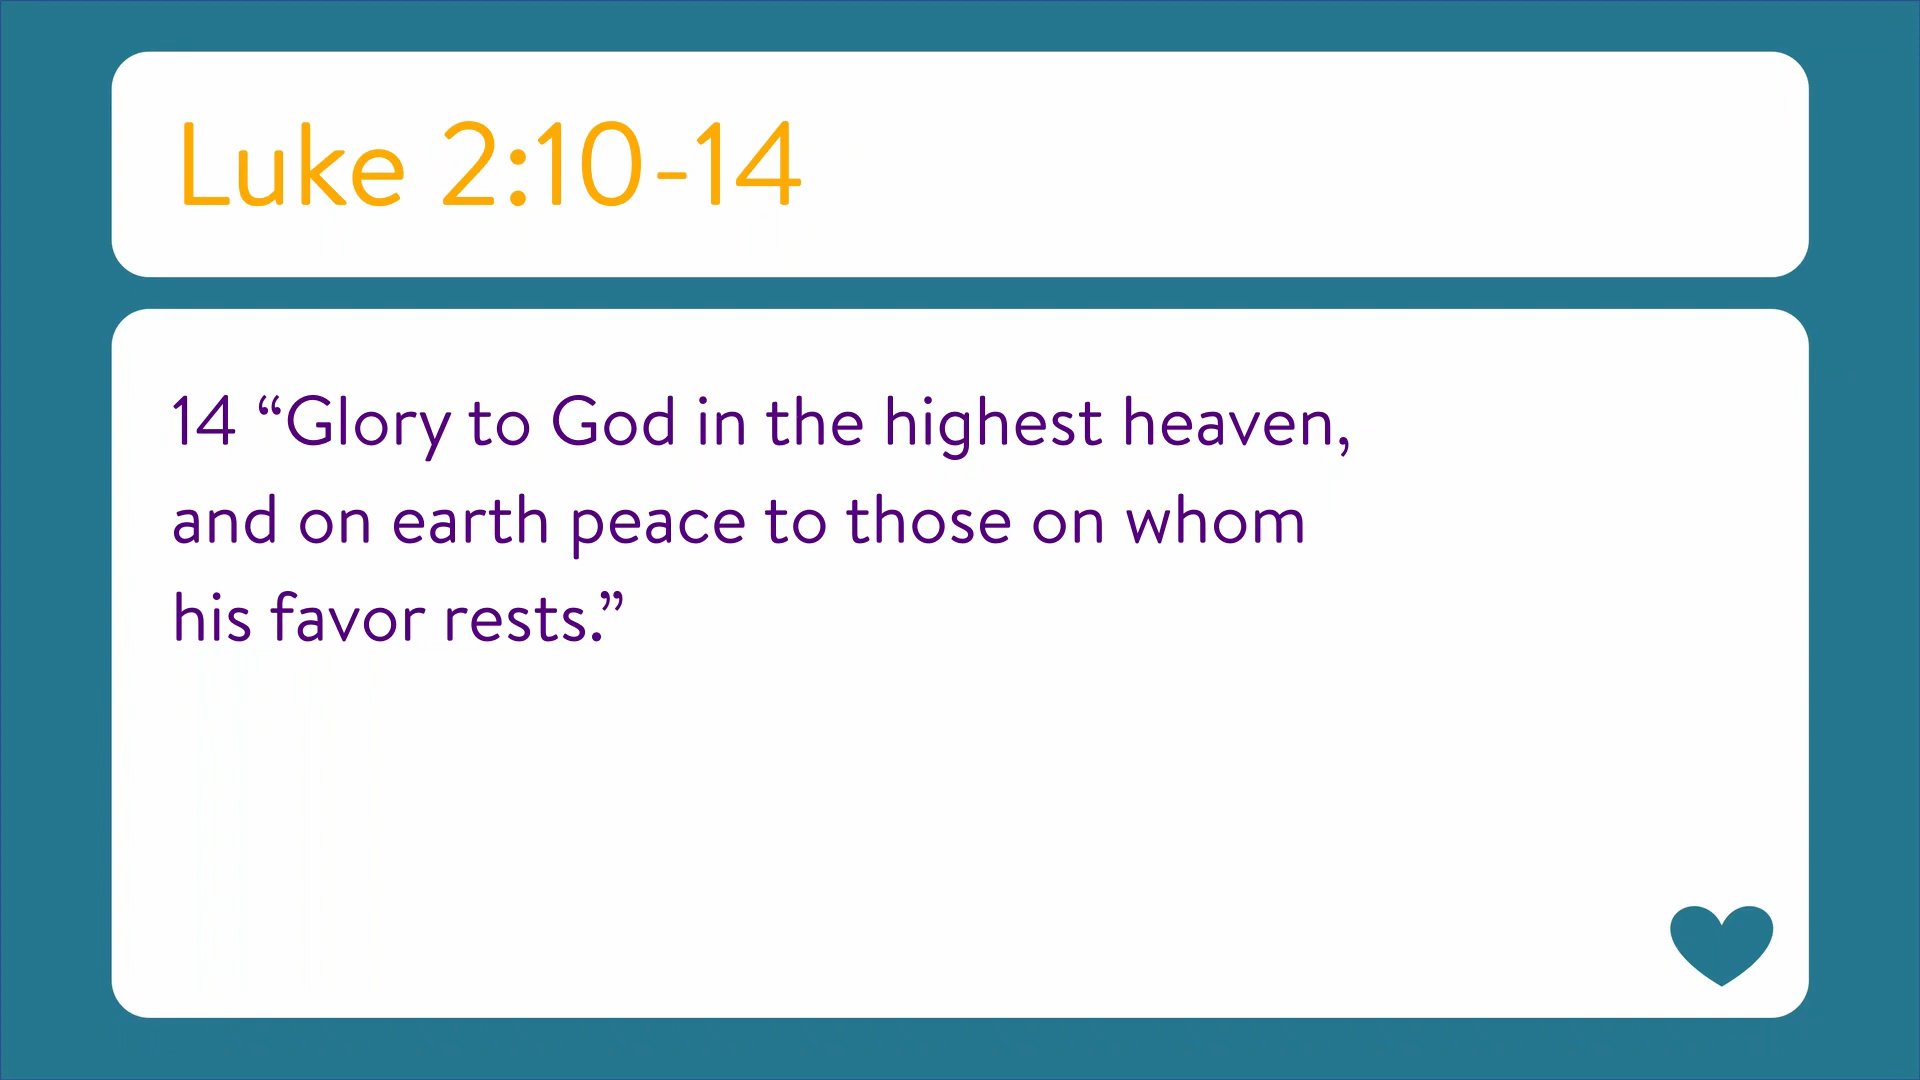 Luke 2:10-14
14 “Glory to God in the highest heaven,
and on earth peace to those on whom
his favor rests.”